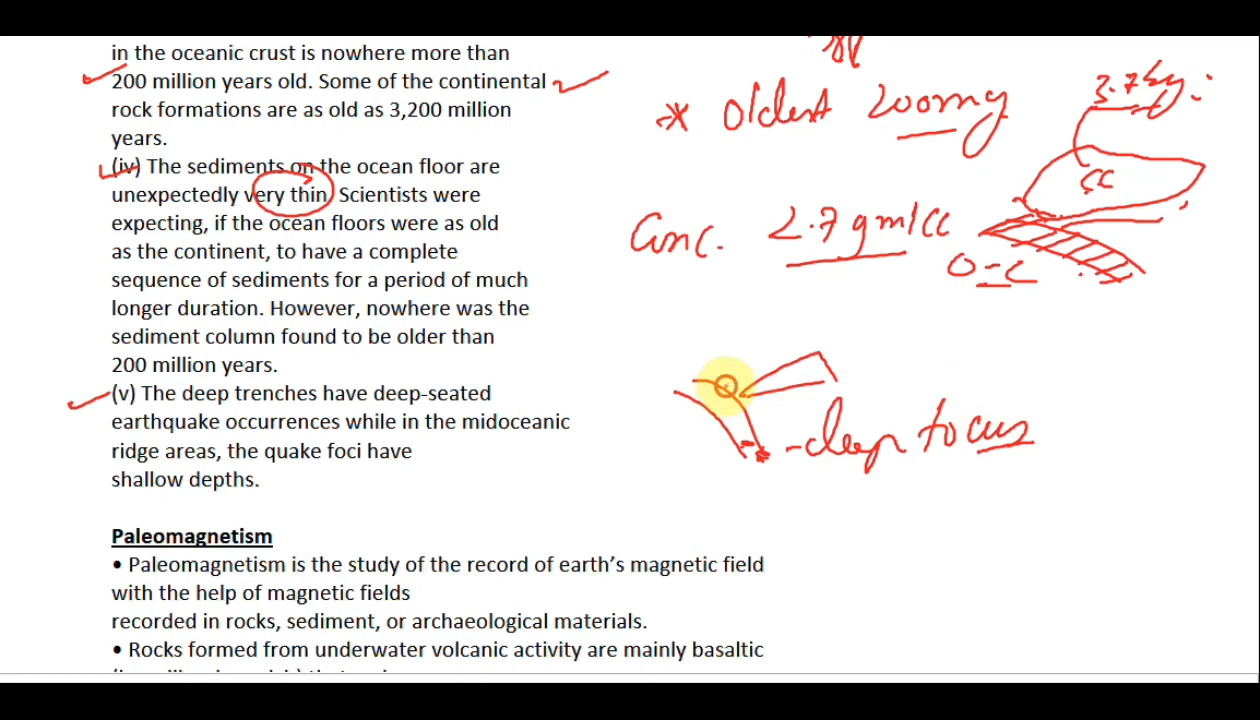 in the oceanic crust is nowhere more than
200 million years old. Some of the continental
rock formations are as old as 3,200 million
years.
(iv) The sediments on the ocean floor are
unexpectedly very thin. Scientists were
expecting, if the ocean floors were as old
as the continent, to have a complete
sequence of sediments for a period of much
longer duration. However, nowhere was the
sediment column found to be older than
200 million years.
(v) The deep trenches have deep-seated
earthquake occurrences while in the midoceanic
ridge areas, the quake foci have
shallow depths.
Paleomagnetism
• Paleomagnetism is the study of the record of earth’s magnetic field
with the help of magnetic fields
recorded in rocks, sediment, or archaeological materials.
• Rocks formed from underwater volcanic activity are mainly basaltic
* Oldest 200my
3.7by
2.7 gm/cc
O-C
-deep focus